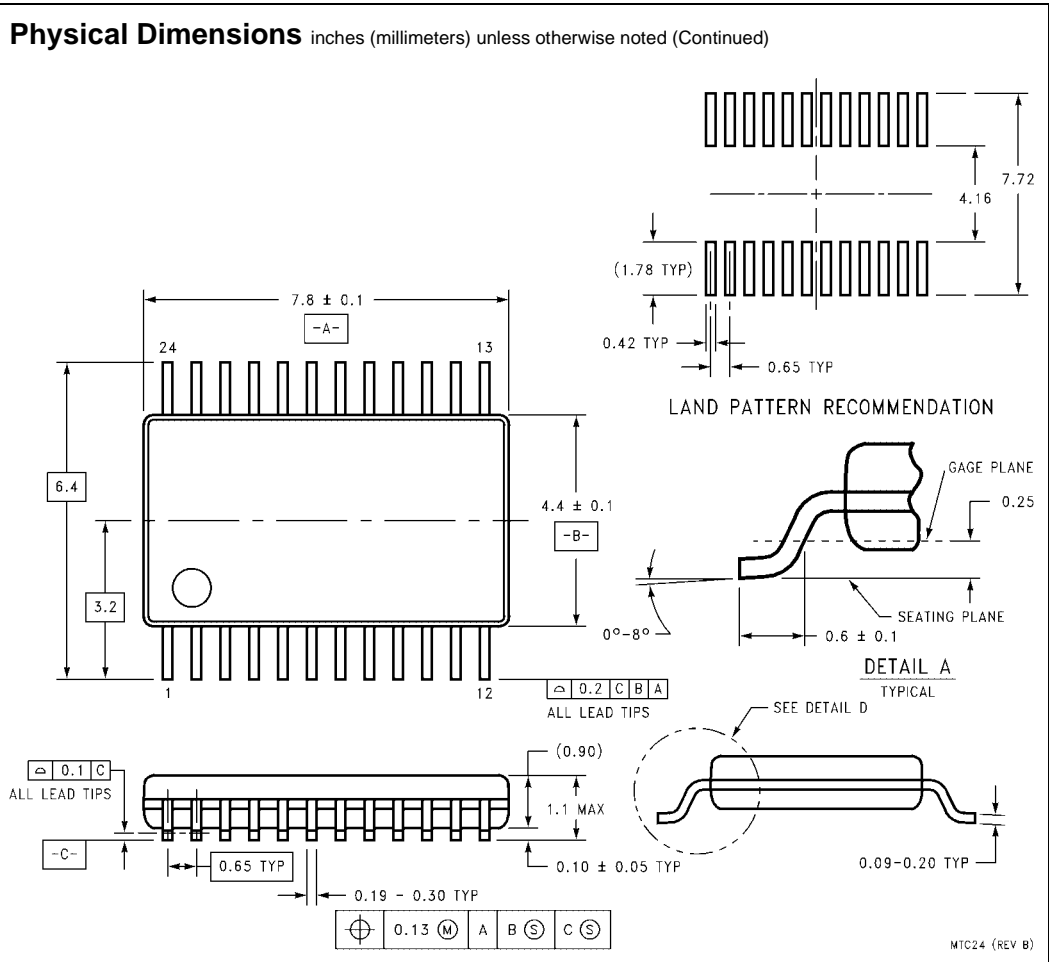 Physical Dimensions inches (millimeters) unless otherwise noted (Continued)
7.72
4.16
(1.78 TYP)
0.42 TYP
0.65 TYP
LAND PATTERN RECOMMENDATION
7.8 ± 0.1
-A-
24
13
6.4
3.2
4.4 ± 0.1
-B-
1
12
⌓ 0.2 C B A
ALL LEAD TIPS
GAGE PLANE
0.25
SEATING PLANE
0°-8°
0.6 ± 0.1
DETAIL A
TYPICAL
SEE DETAIL D
⌓ 0.1 C
ALL LEAD TIPS
(0.90)
1.1 MAX
-C-
0.65 TYP
0.10 ± 0.05 TYP
0.09-0.20 TYP
0.19 - 0.30 TYP
⌖ 0.13 Ⓜ A B Ⓢ C Ⓢ
MTC24 (REV B)